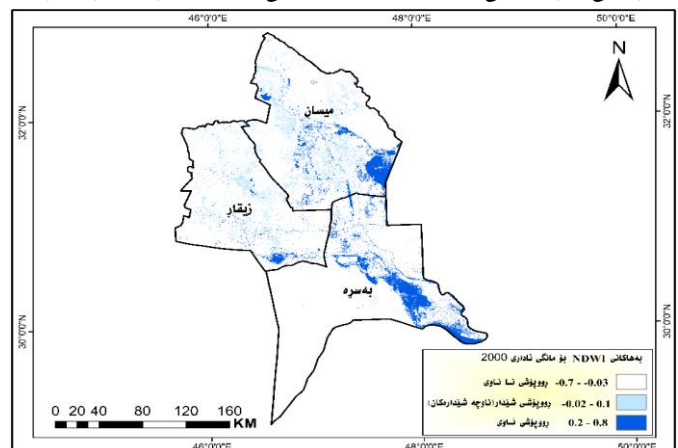 46°0'0"E 48°0'0"E 50°0'0"E
N
32°0'0"N 32°0'0"N
میسان
زیقار
بەسرە
30°0'0"N 30°0'0"N
بەهاکانی NDWI بۆ مانگی ئاداری 2000
-0.7 - -0.03 رووپۆشی نا ئاوی
-0.02 - 0.1 رووپۆشی شێدار(ناوچە شێدارەکان)
0.2 - 0.8 رووپۆشی ئاوی
0 20 40 80 120 160
KM
46°0'0"E 48°0'0"E 50°0'0"E